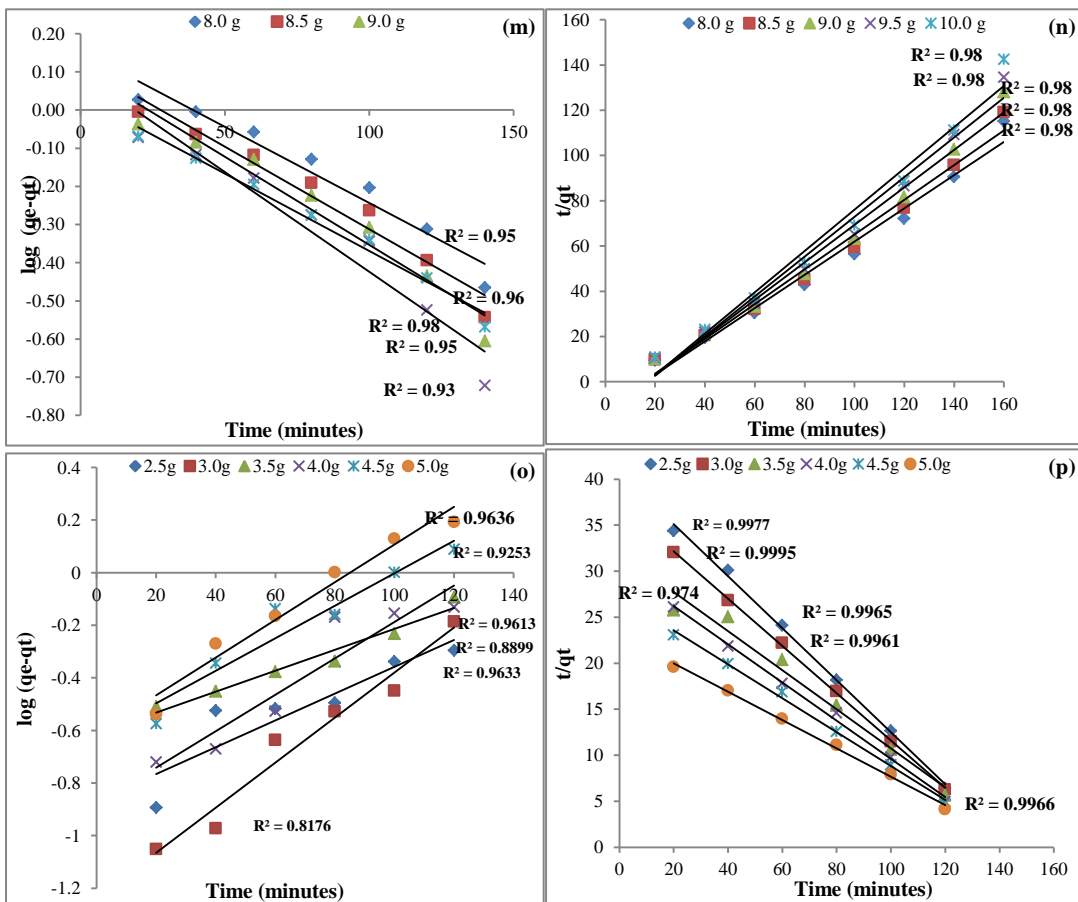 8.0 g 8.5 g 9.0 g (m)
0.10
0.00
-0.10
0.20
0.30
0.40
-0.50
-0.60
-0.70
-0.80
0 50 100 150
log (qe-qt)
Time (minutes)
R² = 0.95
R² = 0.96
R² = 0.98
R² = 0.95
R² = 0.93
8.0 g 8.5 g 9.0 g 9.5 g 10.0 g (n)
160
140
120
100
80
60
40
20
0
0 20 40 60 80 100 120 140 160
t/qt
Time (minutes)
R² = 0.98
R² = 0.98
R² = 0.98
R² = 0.98
R² = 0.98
2.5g 3.0g 3.5g 4.0g 4.5g 5.0g (o)
0.4
0.2
0
-0.2
-0.4
-0.6
-0.8
-1
-1.2
0 20 40 60 80 100 120 140
log (qe-qt)
Time (minutes)
R² = 0.9636
R² = 0.9253
R² = 0.9613
R² = 0.8899
R² = 0.9633
R² = 0.8176
2.5g 3.0g 3.5g 4.0g 4.5g 5.0g (p)
40
35
30
25
20
15
10
5
0
0 20 40 60 80 100 120 140 160
t/qt
Time (minutes)
R² = 0.9977
R² = 0.9995
R² = 0.974
R² = 0.9965
R² = 0.9961
R² = 0.9966